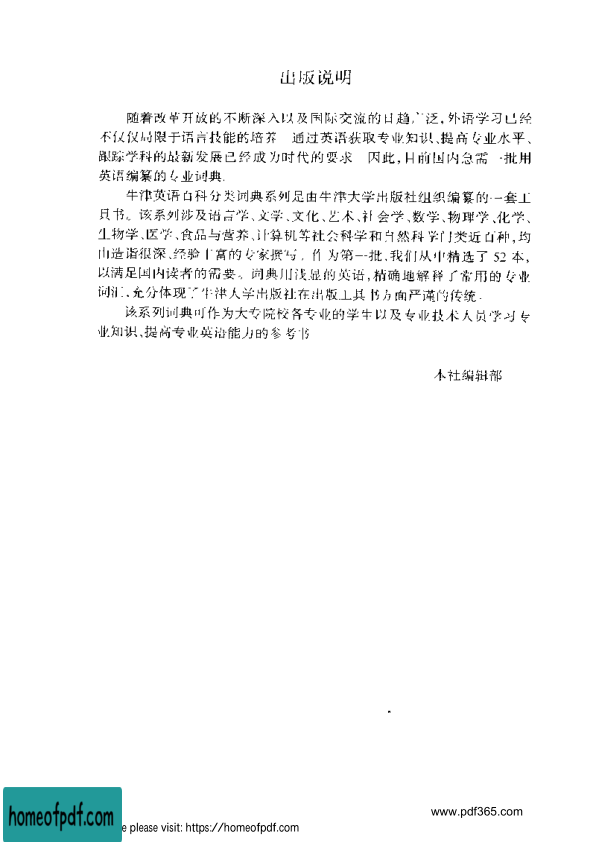 出版说明
随着改革开放的不断深入以及国际交流的日趋广泛,外语学习已经
不仅仅局限于语言技能的培养 通过英语获取专业知识、提高专业水平、
跟踪学科的最新发展已经成为时代的要求 因此,目前国内急需一批用
英语编纂的专业词典.
牛津英语百科分类词典系列是由牛津大学出版社组织编纂的一套工
具书。该系列涉及语言学、文学、文化、艺术、社会学、数学、物理学、化学、
生物学、医学、食品与营养、计算机等社会科学和自然科学门类近百种,均
由造诣很深、经验丰富的专家撰写. 作为第一批,我们从中精选了 52 本,
以满足国内读者的需要。词典用浅显的英语,精确地解释了常用的专业
词汇,充分体现了牛津大学出版社在出版工具书方面严谨的传统.
该系列词典可作为大专院校各专业的学生以及专业技术人员学习专
业知识、提高专业英语能力的参考书
本社编辑部
www.pdf365.com
homeofpdf.com
e please visit: https://homeofpdf.com